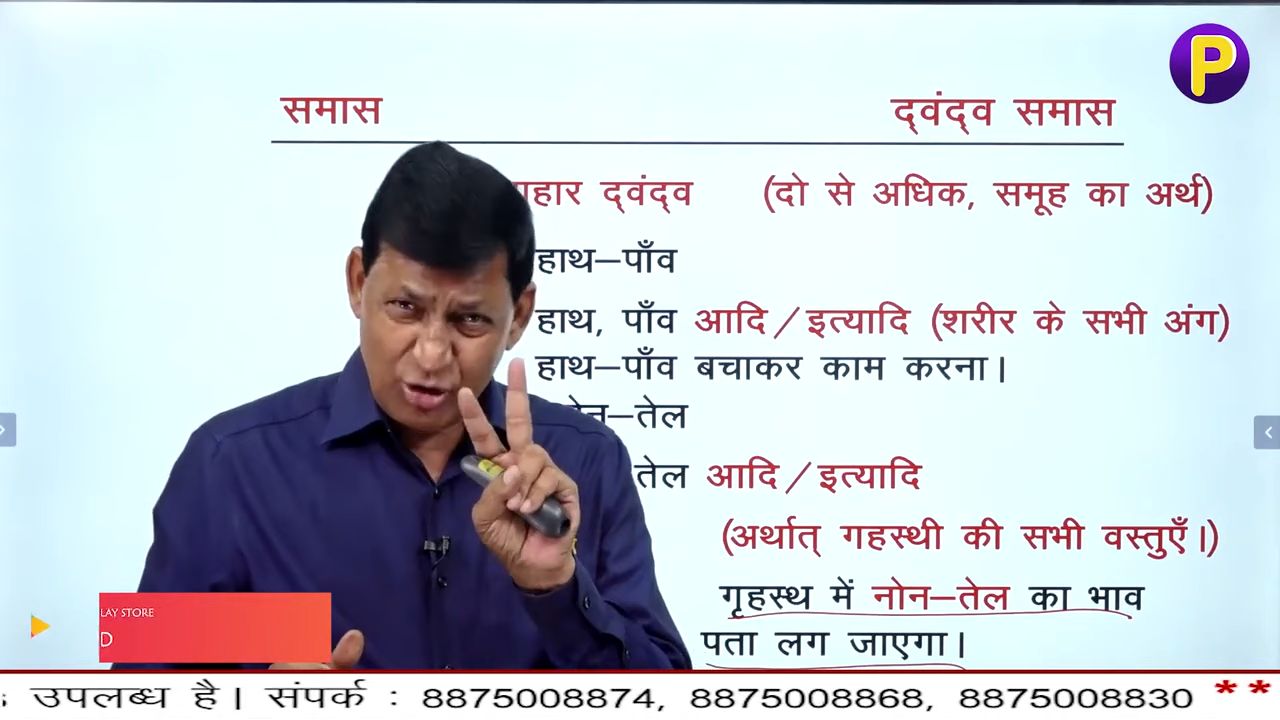 P
समास द्वंद्व समास
द्वंद्व (दो से अधिक, समूह का अर्थ)
हाथ–पाँव
हाथ, पाँव आदि/इत्यादि (शरीर के सभी अंग)
हाथ–पाँव बचाकर काम करना।
–तेल
तेल आदि/इत्यादि
(अर्थात् गहस्थी की सभी वस्तुएँ।)
गृहस्थ में नोन–तेल का भाव
पता लग जाएगा।
LAY STORE
D
उपलब्ध है। संपर्क : 8875008874, 8875008868, 8875008830 **